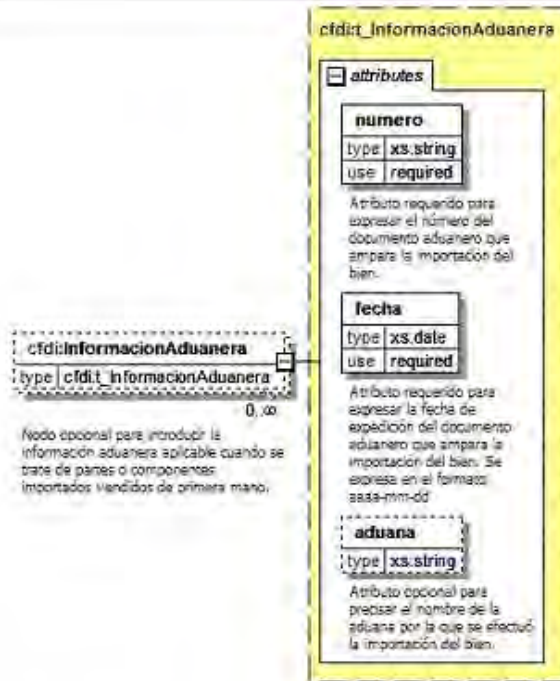 cfdi:t_InformacionAduanera
attributes
numero
type xs:string
use required
Atributo requerido para
expresar el número del
documento aduanero que
ampara la importación del
bien.
fecha
type xs:date
use required
Atributo requerido para
expresar la fecha de
expedición del documento
aduanero que ampara la
importación del bien. Se
expresa en el formato
aaaa-mm-dd
aduana
type xs:string
Atributo opcional para
precisar el nombre de la
aduana por la que se efectuó
la importación del bien.
cfdi:InformacionAduanera
type cfdi:t_InformacionAduanera
0..∞
Nodo opcional para introducir la
información aduanera aplicable cuando se
trate de partes o componentes
importados vendidos de primera mano.